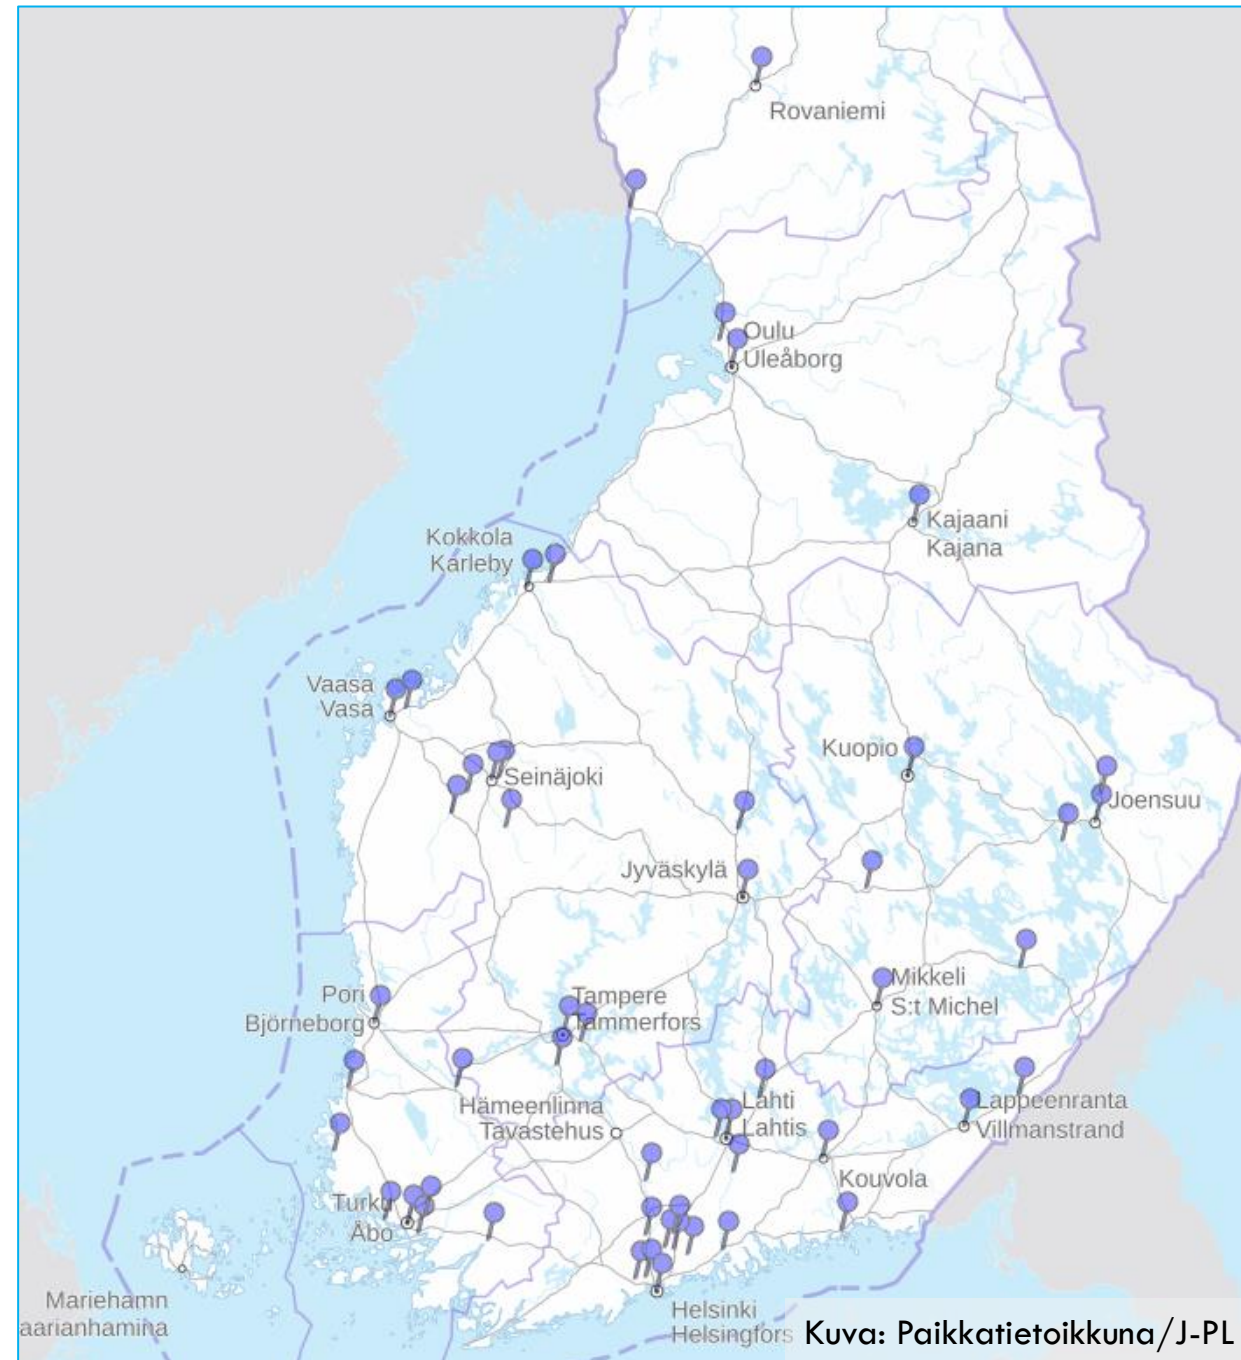 Rovaniemi
Oulu
Uleåborg
Kajaani
Kajana
Kokkola
Karleby
Vaasa
Vasa
Seinäjoki
Kuopio
Joensuu
Jyväskylä
Mikkeli
S:t Michel
Pori
Björneborg
Tampere
Tammerfors
Hämeenlinna
Tavastehus
Lahti
Lahtis
Lappeenranta
Villmanstrand
Kouvola
Turku
Åbo
Mariehamn
aarianhamina
Helsinki
Helsingfors
Kuva: Paikkatietoikkuna/J-PL